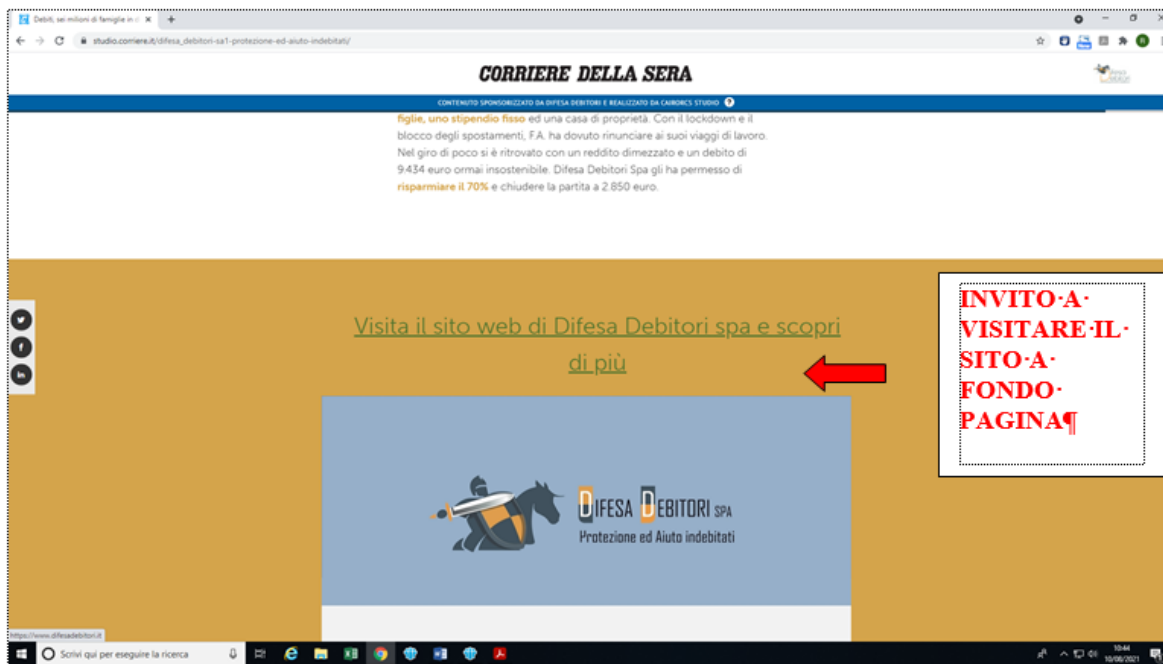 Debiti, sei milioni di famiglie in d
studio.corriere.it/difesa_debitori-sa1-protezione-ed-aiuto-indebitati/
CORRIERE DELLA SERA
difesa debitori
CONTENUTO SPONSORIZZATO DA DIFESA DEBITORI E REALIZZATO DA CAIRORCS STUDIO ?
figlie, uno stipendio fisso ed una casa di proprietà. Con il lockdown e il
blocco degli spostamenti, F.A. ha dovuto rinunciare ai suoi viaggi di lavoro.
Nel giro di poco si è ritrovato con un reddito dimezzato e un debito di
9.434 euro ormai insostenibile. Difesa Debitori Spa gli ha permesso di
risparmiare il 70% e chiudere la partita a 2.850 euro.
Visita il sito web di Difesa Debitori spa e scopri
di più
INVITO·A·
VISITARE·IL·
SITO·A·
FONDO·
PAGINA¶
DIFESA DEBITORI SPA
Protezione ed Aiuto indebitati
https://www.difesadebitori.it
Scrivi qui per eseguire la ricerca
10:44
10/08/2021